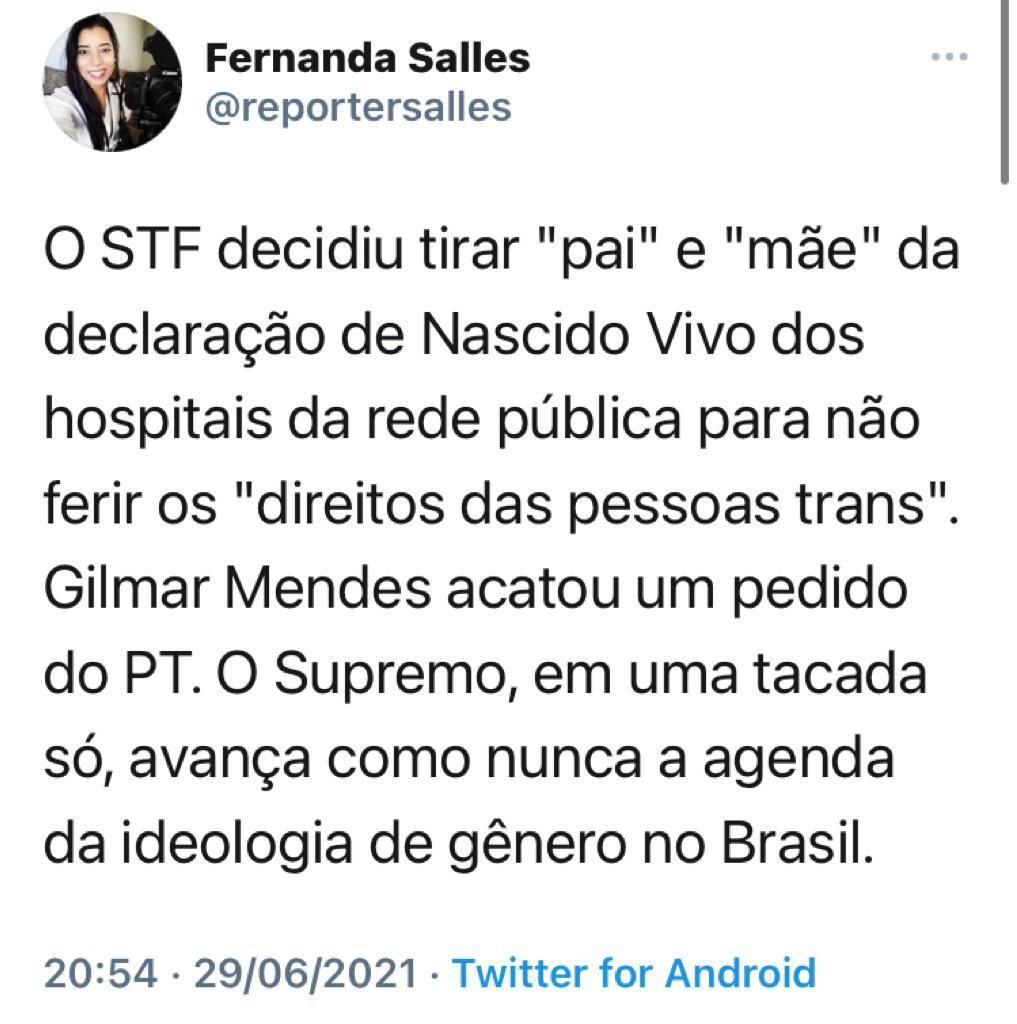 Fernanda Salles
@reportersalles
O STF decidiu tirar "pai" e "mãe" da
declaração de Nascido Vivo dos
hospitais da rede pública para não
ferir os "direitos das pessoas trans".
Gilmar Mendes acatou um pedido
do PT. O Supremo, em uma tacada
só, avança como nunca a agenda
da ideologia de gênero no Brasil.
20:54 · 29/06/2021 · Twitter for Android